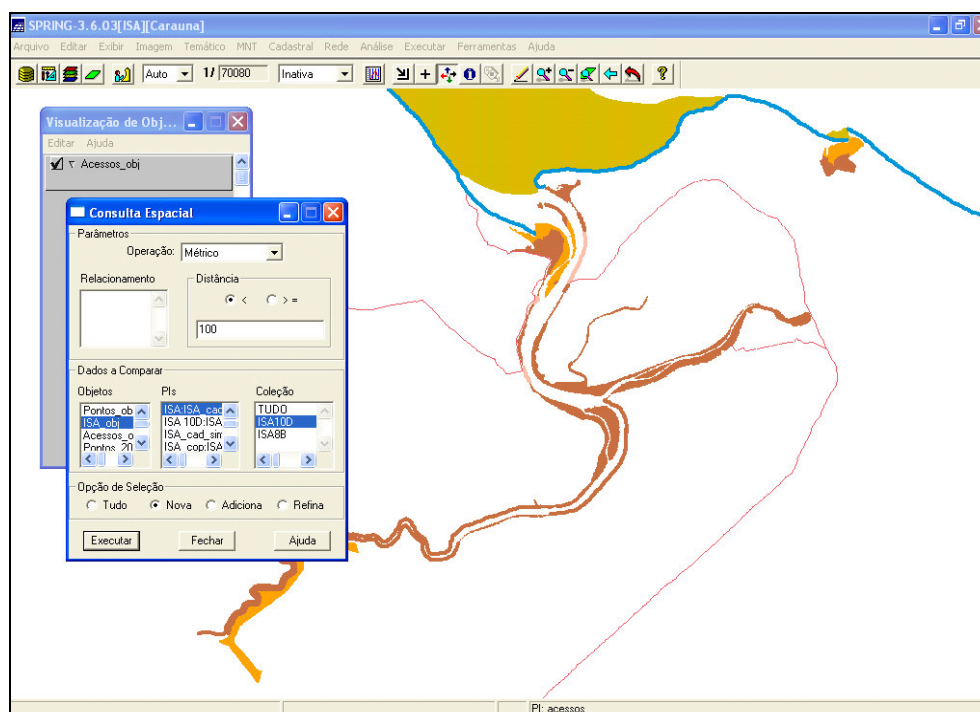 SPRING-3.6.03[ISA][Carauna]
Arquivo Editar Exibir Imagem Temático MNT Cadastral Rede Análise Executar Ferramentas Ajuda
Auto 1/ 70080 Inativa
Visualização de Obj...
Editar Ajuda
Acessos_obj
Consulta Espacial
Parâmetros
Operação: Métrico
Relacionamento
Distância
< > =
100
Dados a Comparar
Objetos PIs Coleção
Pontos_ob ISA:ISA_cad TUDO
ISA_obj ISA 10D:ISA ISA10D
Acessos_o ISA_cad_sim ISA8B
Pontos_20 ISA_cop:ISA
Opção de Seleção
Tudo Nova Adiciona Refina
Executar Fechar Ajuda
PI: acessos